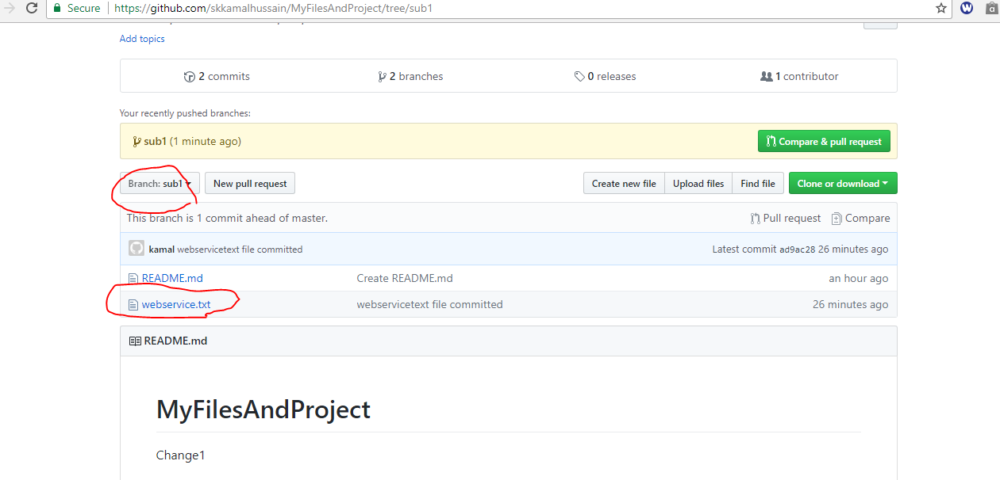 Secure https://github.com/skkamalhussain/MyFilesAndProject/tree/sub1
Add topics
2 commits 2 branches 0 releases 1 contributor
Your recently pushed branches:
sub1 (1 minute ago) Compare & pull request
Branch: sub1 New pull request Create new file Upload files Find file Clone or download
This branch is 1 commit ahead of master. Pull request Compare
kamal webservicetext file committed Latest commit ad9ac28 26 minutes ago
README.md Create README.md an hour ago
webservice.txt webservicetext file committed 26 minutes ago
README.md
MyFilesAndProject
Change1